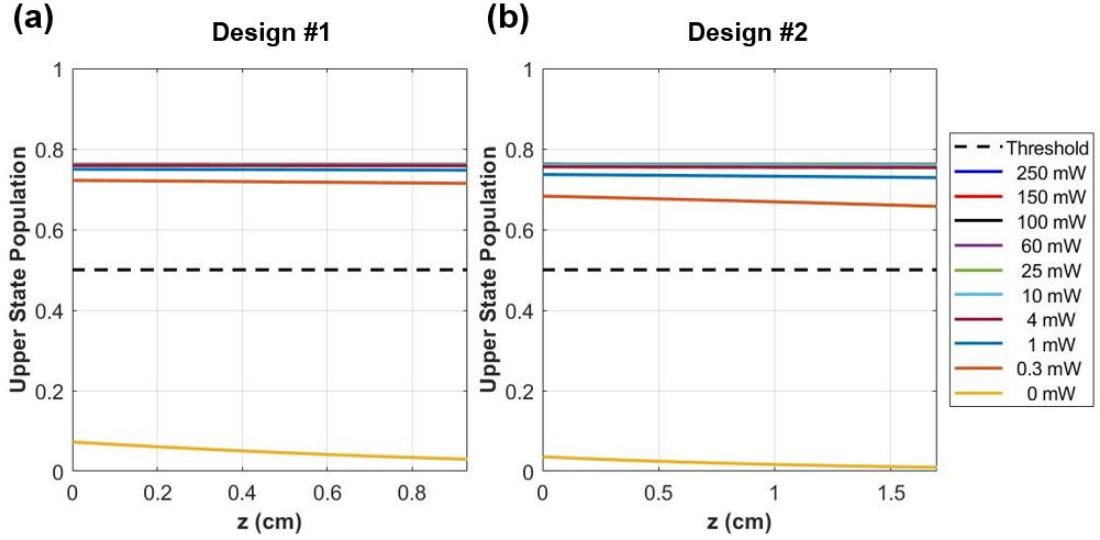 (a)
Design #1
Upper State Population
1
0.8
0.6
0.4
0.2
0
0
0.2
0.4
0.6
0.8
z (cm)
(b)
Design #2
Upper State Population
1
0.8
0.6
0.4
0.2
0
0
0.5
1
1.5
z (cm)
Threshold
250 mW
150 mW
100 mW
60 mW
25 mW
10 mW
4 mW
1 mW
0.3 mW
0 mW